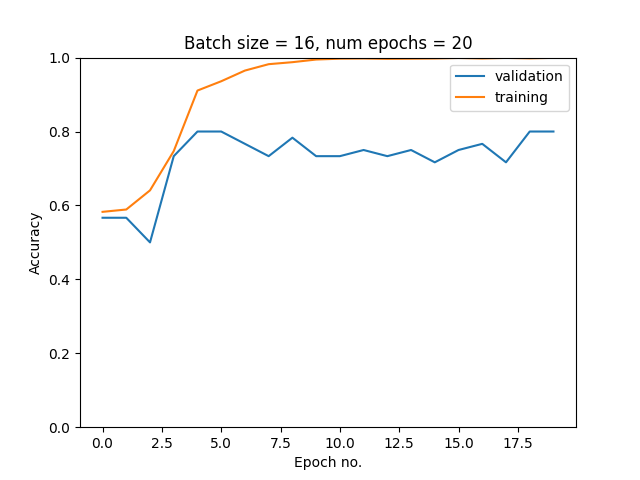 Batch size = 16, num epochs = 20
1.0
0.8
0.6
0.4
0.2
0.0
Accuracy
validation
training
0.0 2.5 5.0 7.5 10.0 12.5 15.0 17.5
Epoch no.